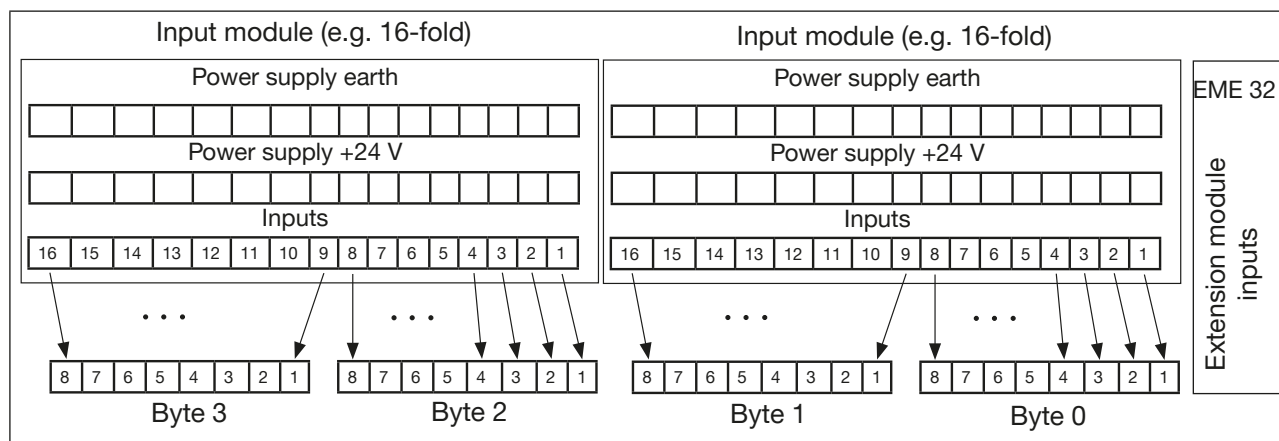 Input module (e.g. 16-fold)
Power supply earth
Power supply +24 V
Inputs
16 15 14 13 12 11 10 9 8 7 6 5 4 3 2 1
. . . . . .
8 7 6 5 4 3 2 1 8 7 6 5 4 3 2 1
Byte 3 Byte 2
Input module (e.g. 16-fold)
Power supply earth
Power supply +24 V
Inputs
16 15 14 13 12 11 10 9 8 7 6 5 4 3 2 1
. . . . . .
8 7 6 5 4 3 2 1 8 7 6 5 4 3 2 1
Byte 1 Byte 0
EME 32
Extension module
inputs